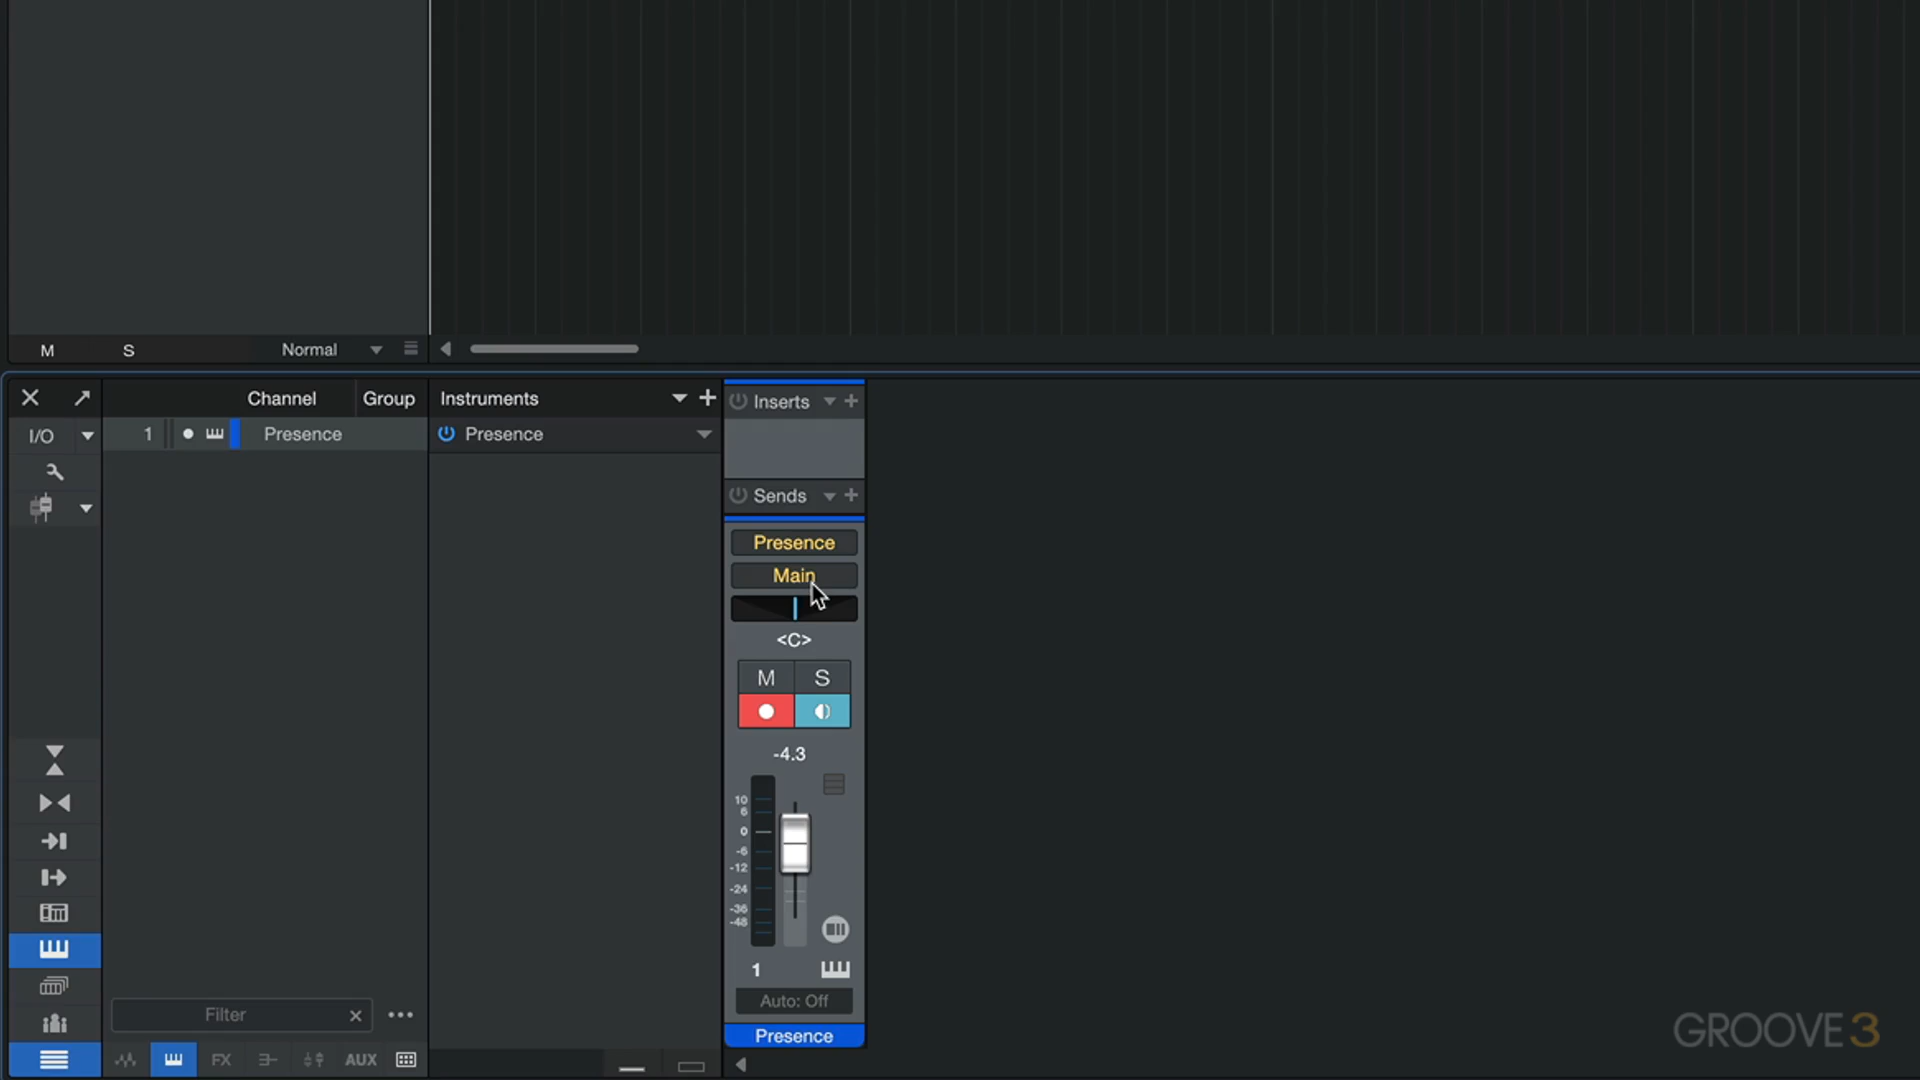 M S Normal
Channel Group Instruments
I/O
1 Presence
Presence
Inserts
Sends
Presence
Main
<C>
M S
-4.3
10
6
0
-6
-12
-24
-36
-48
1
Auto: Off
Presence
Filter
FX AUX
GROOVE3